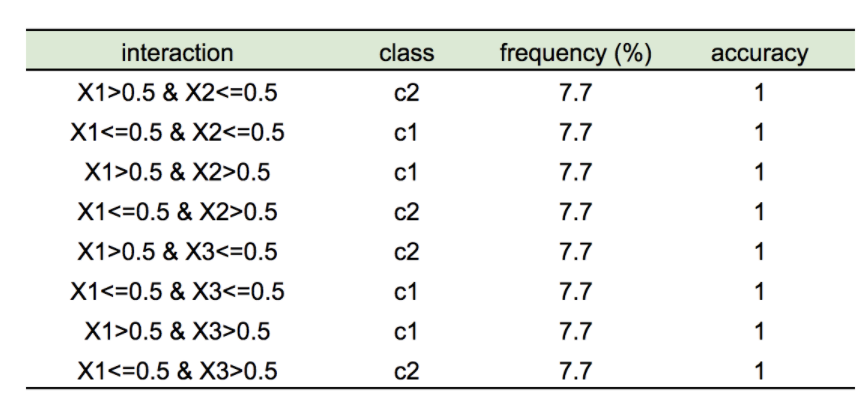 interaction class frequency (%) accuracy
X1>0.5 & X2<=0.5 c2 7.7 1
X1<=0.5 & X2<=0.5 c1 7.7 1
X1>0.5 & X2>0.5 c1 7.7 1
X1<=0.5 & X2>0.5 c2 7.7 1
X1>0.5 & X3<=0.5 c2 7.7 1
X1<=0.5 & X3<=0.5 c1 7.7 1
X1>0.5 & X3>0.5 c1 7.7 1
X1<=0.5 & X3>0.5 c2 7.7 1